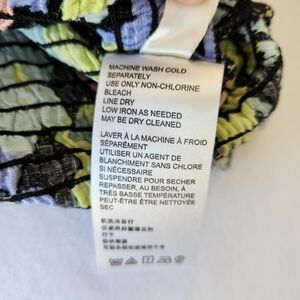 MACHINE WASH COLD
SEPARATELY
USE ONLY NON-CHLORINE
BLEACH
LINE DRY
LOW IRON AS NEEDED
MAY BE DRY CLEANED
LAVER À LA MACHINE À FROID
SÉPARÉMENT
UTILISER UN AGENT DE
BLANCHIMENT SANS CHLORE
SI NÉCESSAIRE
SUSPENDRE POUR SÉCHER
REPASSER, AU BESOIN, À
TRÈS BASSE TEMPÉRATURE
PEUT-ÊTRE ÊTRE NETTOYÉE
SEC